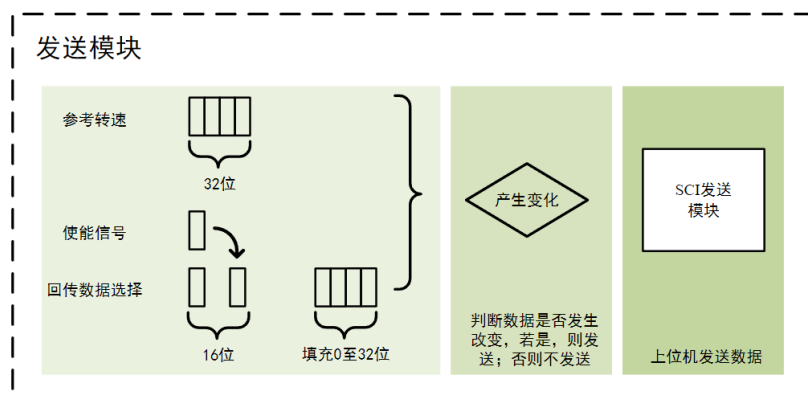 发送模块
参考转速
32位
使能信号
回传数据选择
16位
填充0至32位
产生变化
判断数据是否发生
改变，若是，则发
送；否则不发送
SCI发送
模块
上位机发送数据